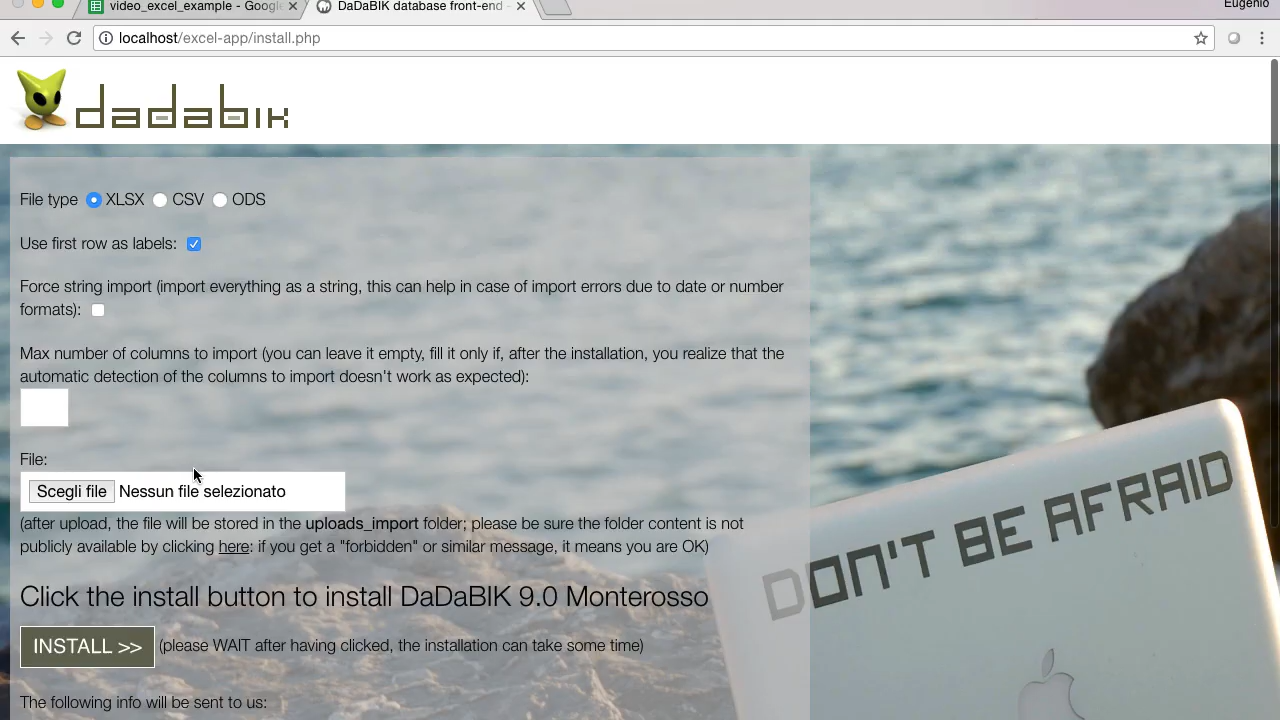 Eugenio
video_excel_example - Google
DaDaBIK database front-end -
localhost/excel-app/install.php
dadabik
File type XLSX CSV ODS
Use first row as labels:
Force string import (import everything as a string, this can help in case of import errors due to date or number
formats):
Max number of columns to import (you can leave it empty, fill it only if, after the installation, you realize that the
automatic detection of the columns to import doesn't work as expected):
File:
Scegli file Nessun file selezionato
(after upload, the file will be stored in the uploads_import folder; please be sure the folder content is not
publicly available by clicking here: if you get a "forbidden" or similar message, it means you are OK)
Click the install button to install DaDaBIK 9.0 Monterosso
INSTALL >> (please WAIT after having clicked, the installation can take some time)
The following info will be sent to us:
DON'T BE AFRAID